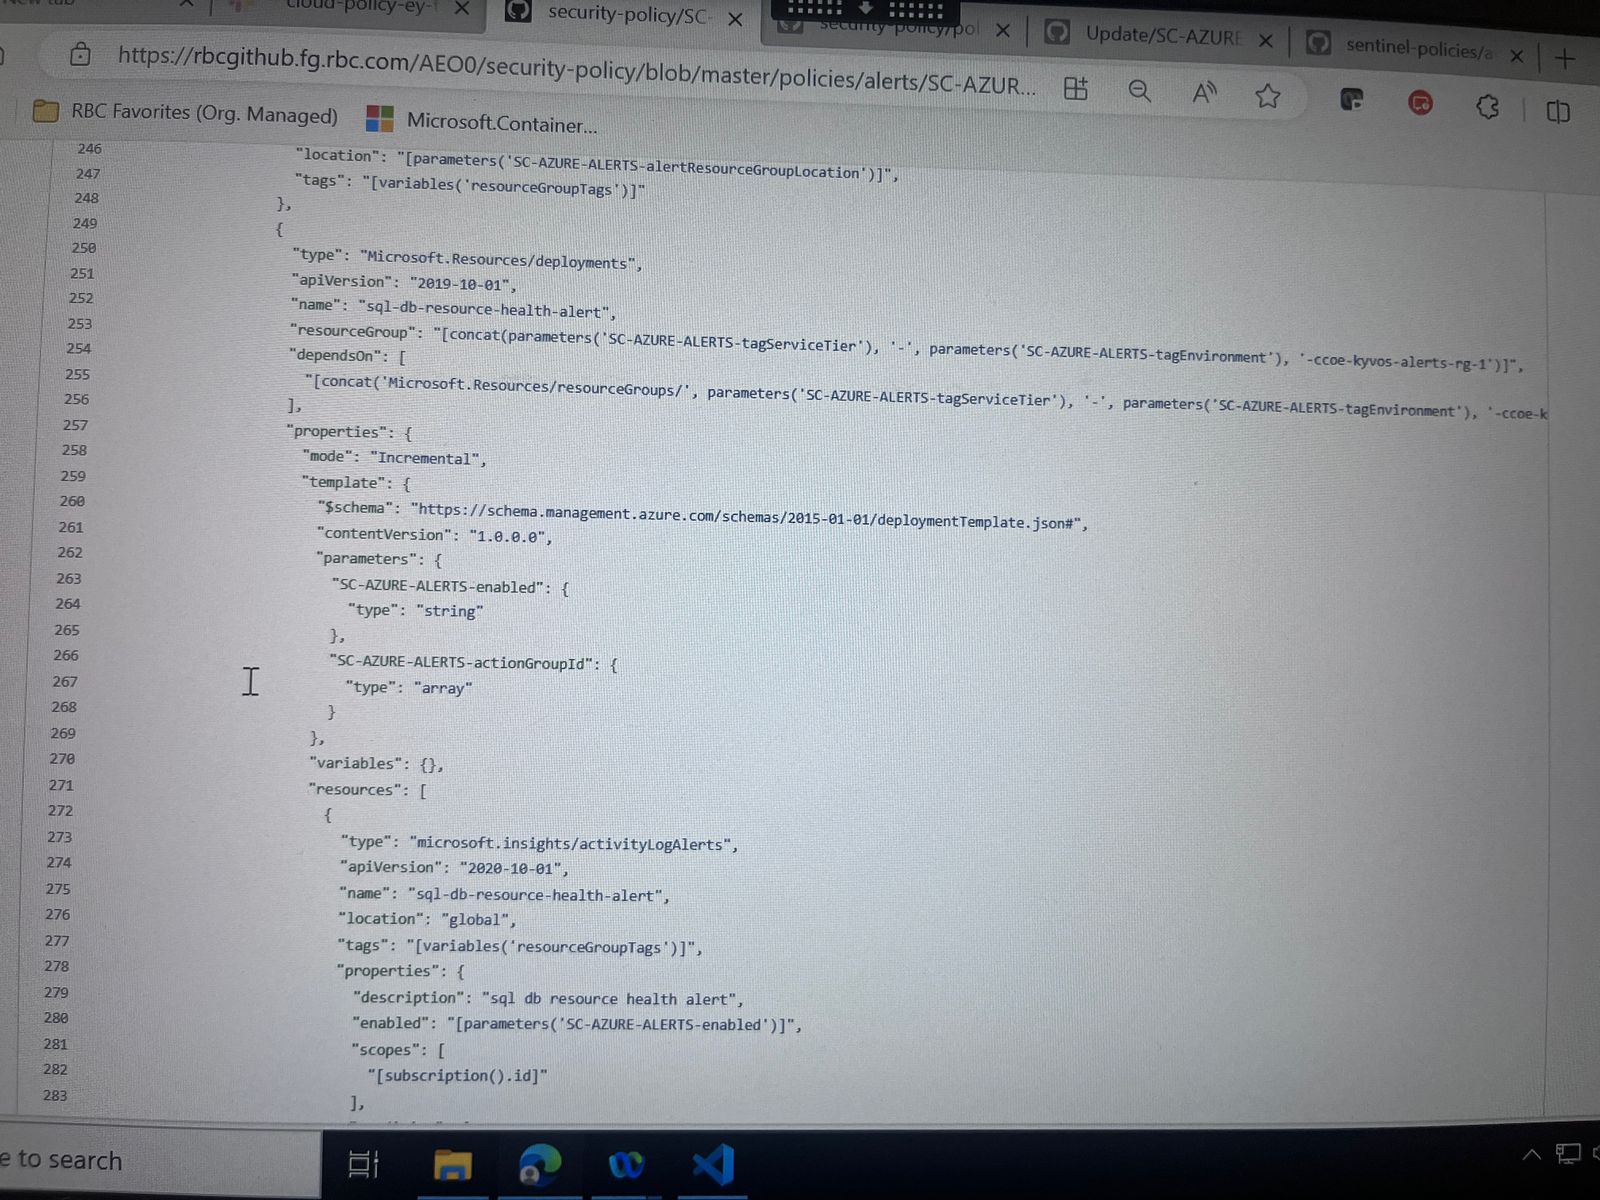 cloud-policy-ey-
security-policy/SC-
security-policy/pol
Update/SC-AZURE
sentinel-policies/a
https://rbcgithub.fg.rbc.com/AEO0/security-policy/blob/master/policies/alerts/SC-AZUR...
RBC Favorites (Org. Managed)
Microsoft.Container...
246 "location": "[parameters('SC-AZURE-ALERTS-alertResourceGroupLocation')]",
247 "tags": "[variables('resourceGroupTags')]"
248 },
249 {
250 "type": "Microsoft.Resources/deployments",
251 "apiVersion": "2019-10-01",
252 "name": "sql-db-resource-health-alert",
253 "resourceGroup": "[concat(parameters('SC-AZURE-ALERTS-tagServiceTier'), '-', parameters('SC-AZURE-ALERTS-tagEnvironment'), '-ccoe-kyvos-alerts-rg-1')]",
254 "dependsOn": [
255 "[concat('Microsoft.Resources/resourceGroups/', parameters('SC-AZURE-ALERTS-tagServiceTier'), '-', parameters('SC-AZURE-ALERTS-tagEnvironment'), '-ccoe-k
256 ],
257 "properties": {
258 "mode": "Incremental",
259 "template": {
260 "$schema": "https://schema.management.azure.com/schemas/2015-01-01/deploymentTemplate.json#",
261 "contentVersion": "1.0.0.0",
262 "parameters": {
263 "SC-AZURE-ALERTS-enabled": {
264 "type": "string"
265 },
266 "SC-AZURE-ALERTS-actionGroupId": {
267 "type": "array"
268 }
269 },
270 "variables": {},
271 "resources": [
272 {
273 "type": "microsoft.insights/activityLogAlerts",
274 "apiVersion": "2020-10-01",
275 "name": "sql-db-resource-health-alert",
276 "location": "global",
277 "tags": "[variables('resourceGroupTags')]",
278 "properties": {
279 "description": "sql db resource health alert",
280 "enabled": "[parameters('SC-AZURE-ALERTS-enabled')]",
281 "scopes": [
282 "[subscription().id]"
283 ],
e to search